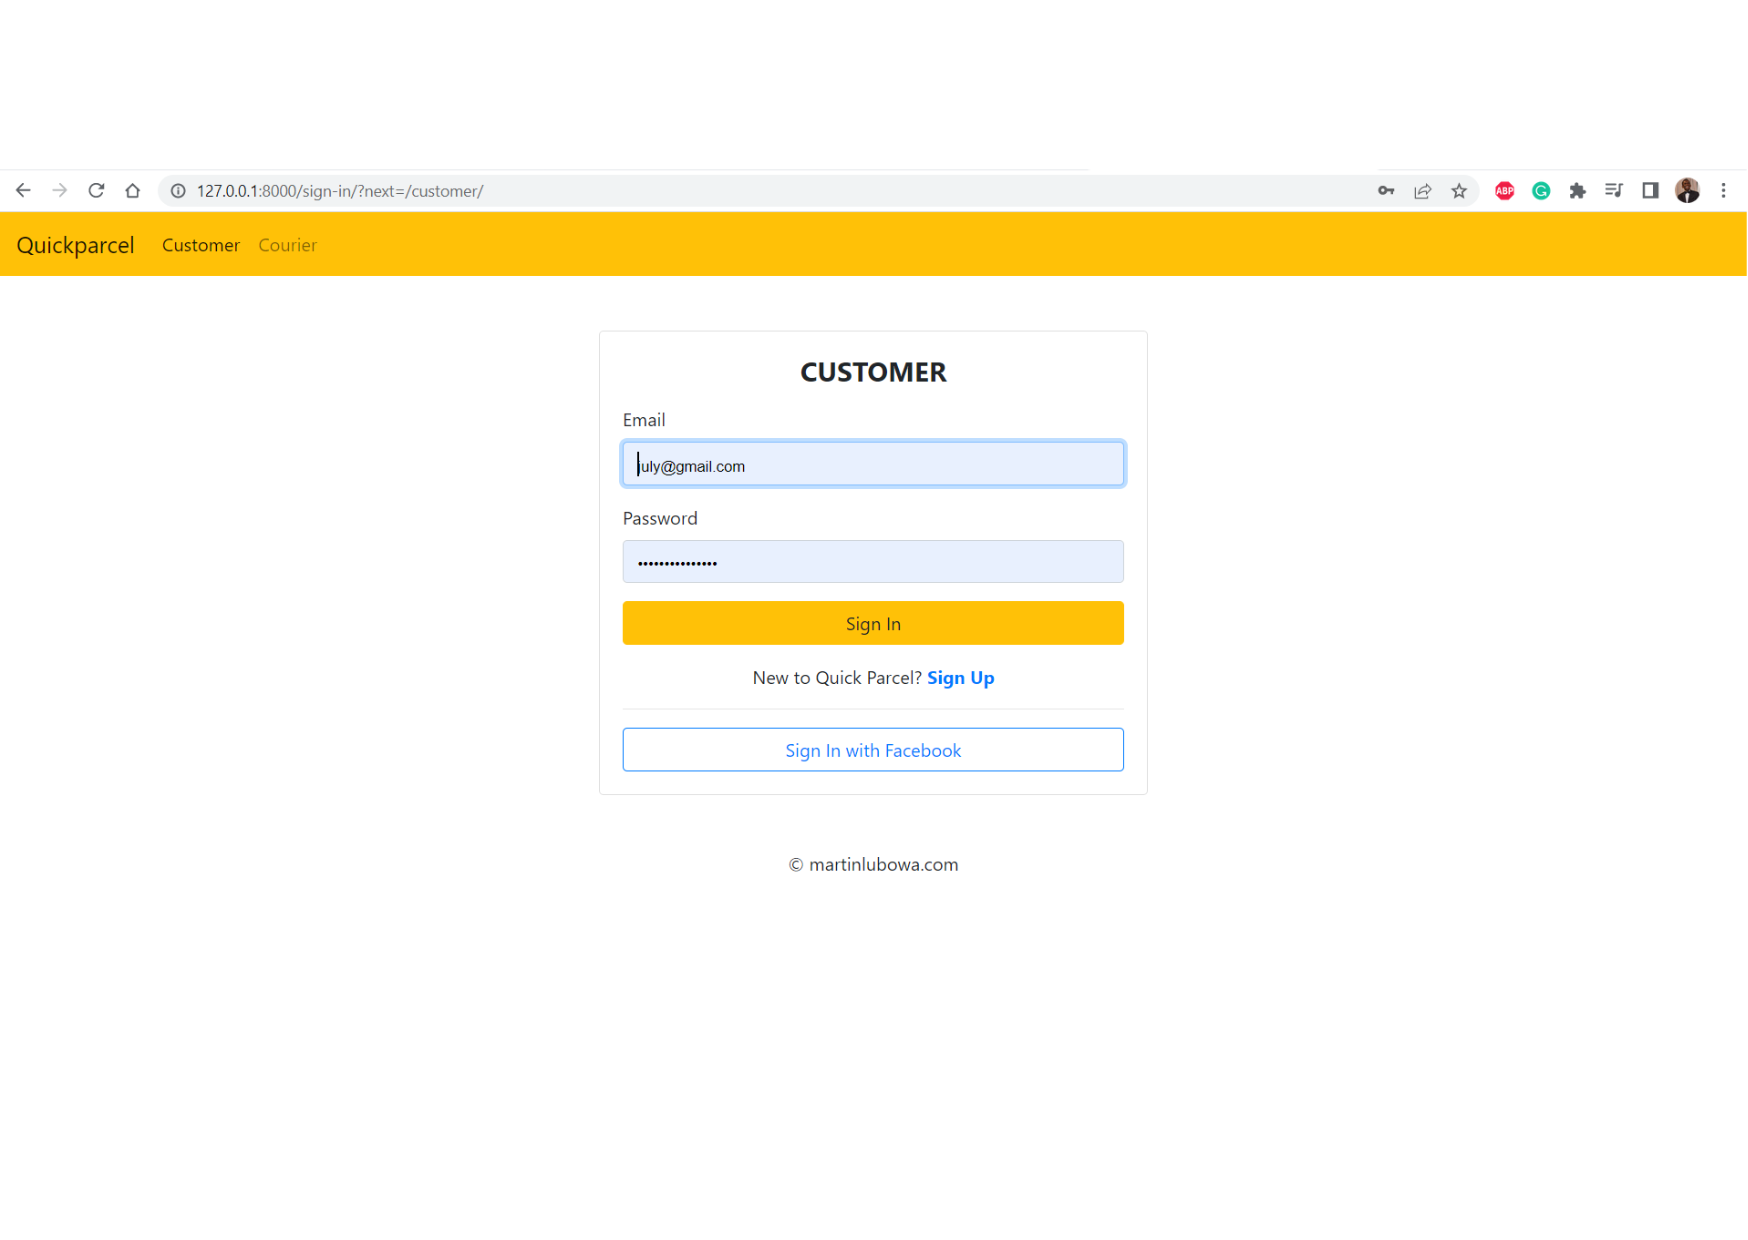 127.0.0.1:8000/sign-in/?next=/customer/
ABP
G
Quickparcel Customer Courier
CUSTOMER
Email
july@gmail.com
Password
•••••••••••••••
Sign In
New to Quick Parcel? Sign Up
Sign In with Facebook
© martinlubowa.com